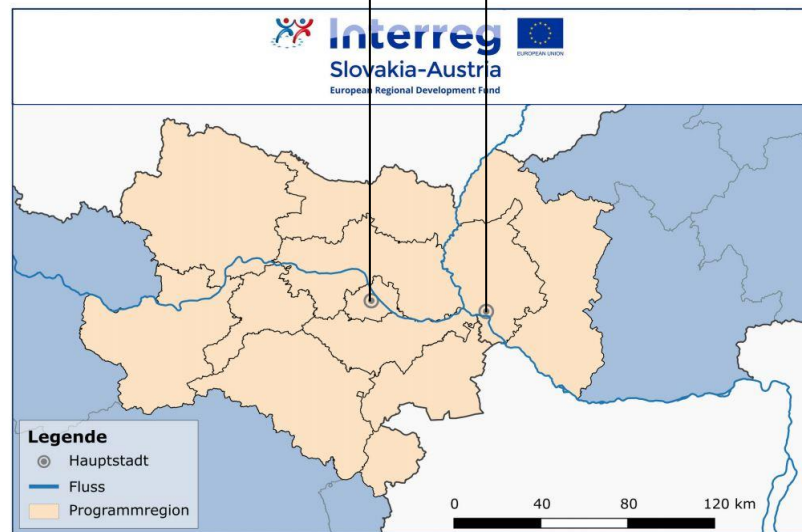 Interreg
EUROPEAN UNION
Slovakia-Austria
European Regional Development Fund
Legende
Hauptstadt
Fluss
Programmregion
0 40 80 120 km